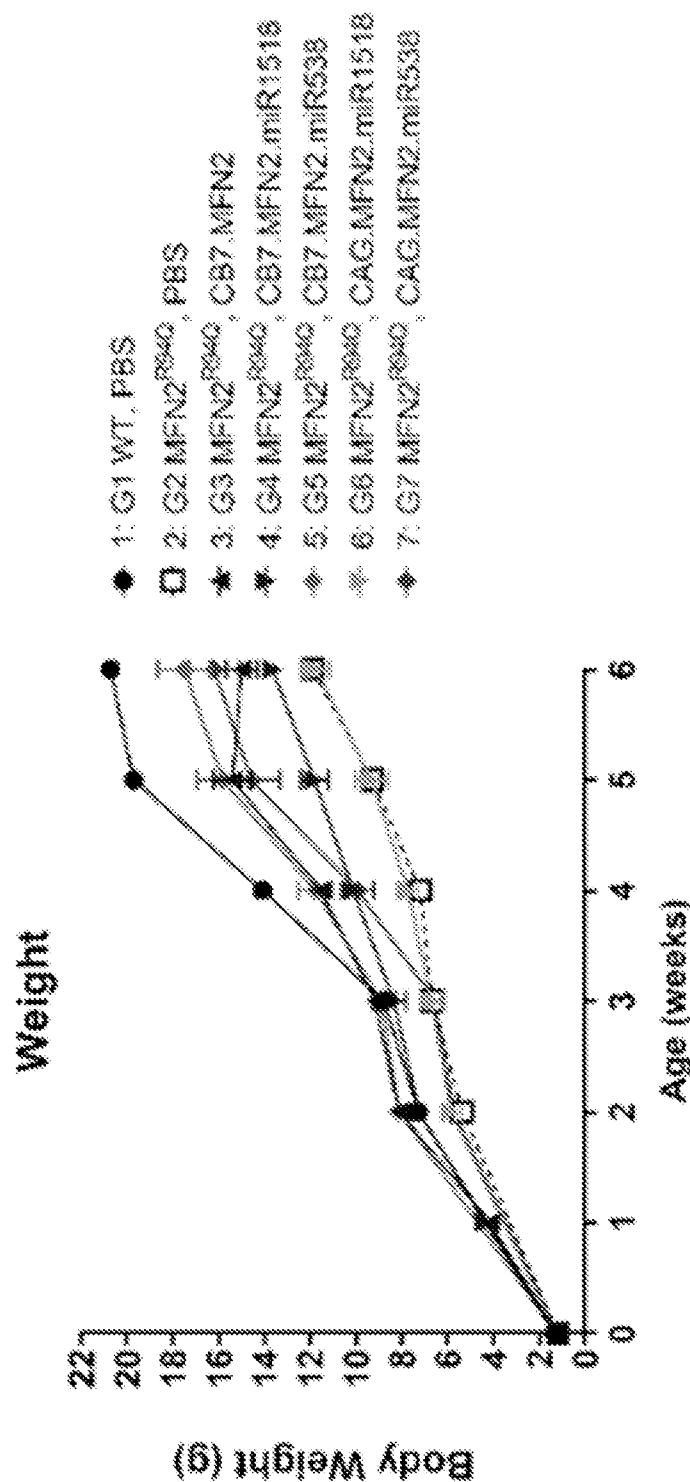 Weight
Body Weight (g)
22
20
18
16
14
12
10
8
6
4
2
0
0
1
2
3
4
5
6
Age (weeks)
1: G1 WT, PBS
2: G2 MFN2R94Q, PBS
3: G3 MFN2R94Q, CB7.MFN2
4: G4 MFN2R94Q, CB7.MFN2.miR1518
5: G5 MFN2R94Q, CB7.MFN2.miR538
6: G6 MFN2R94Q, CAG.MFN2.miR1518
7: G7 MFN2R94Q, CAG.MFN2.miR538